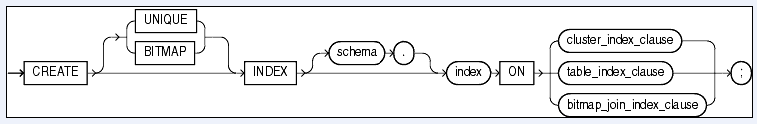 UNIQUE
BITMAP
CREATE INDEX schema . index ON
cluster_index_clause
table_index_clause ;
bitmap_join_index_clause